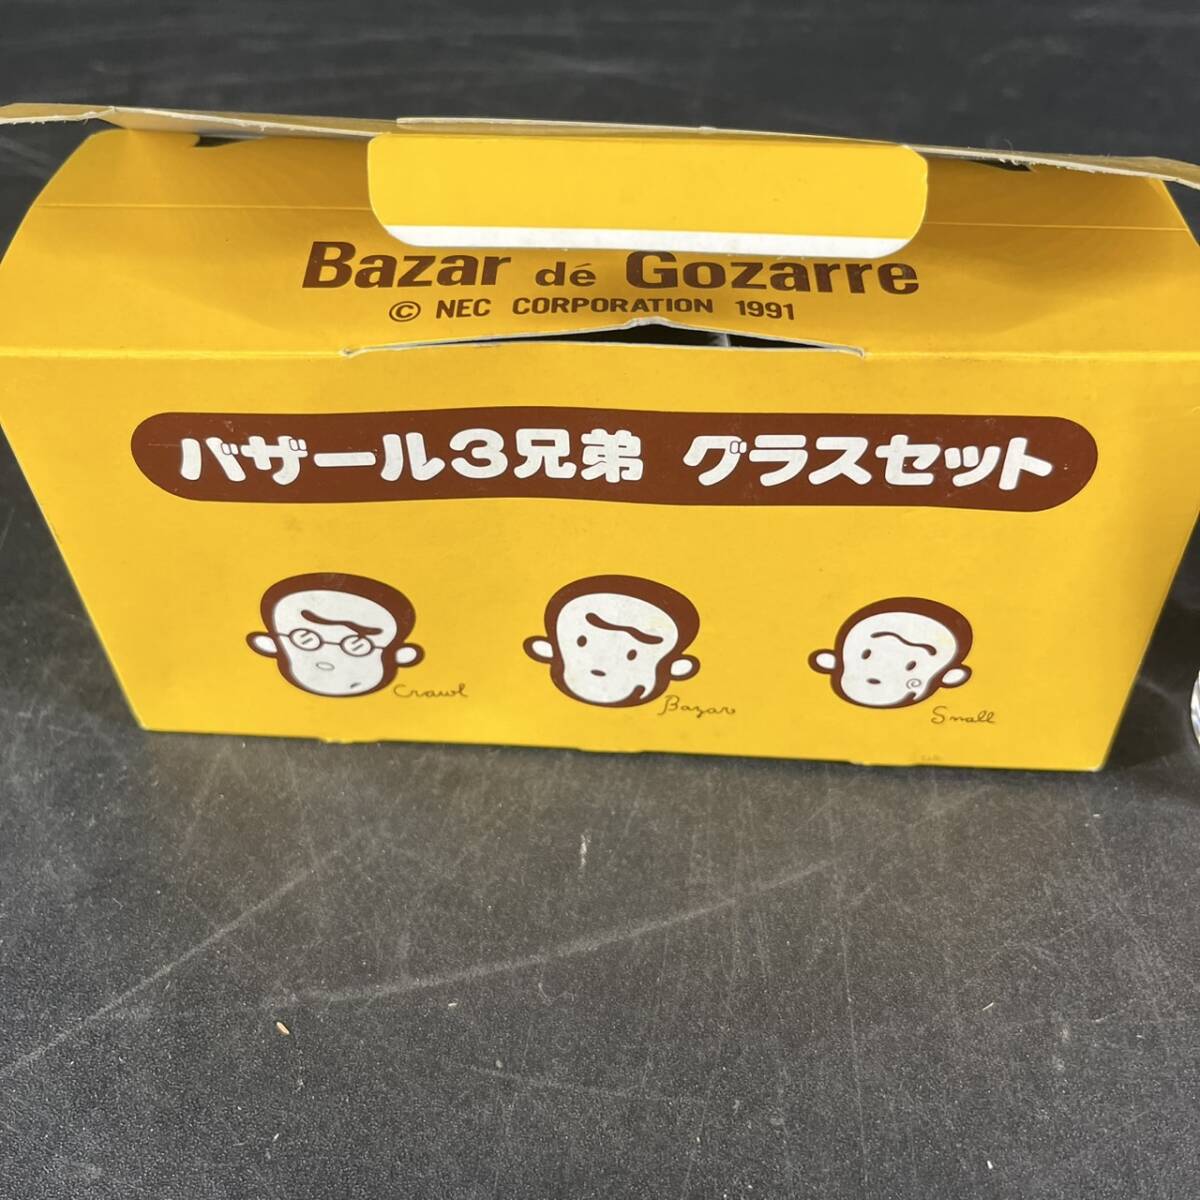 Bazar dé Gozarre
© NEC CORPORATION 1991
バザール3兄弟 グラスセット
Crawl
Bazar
Small